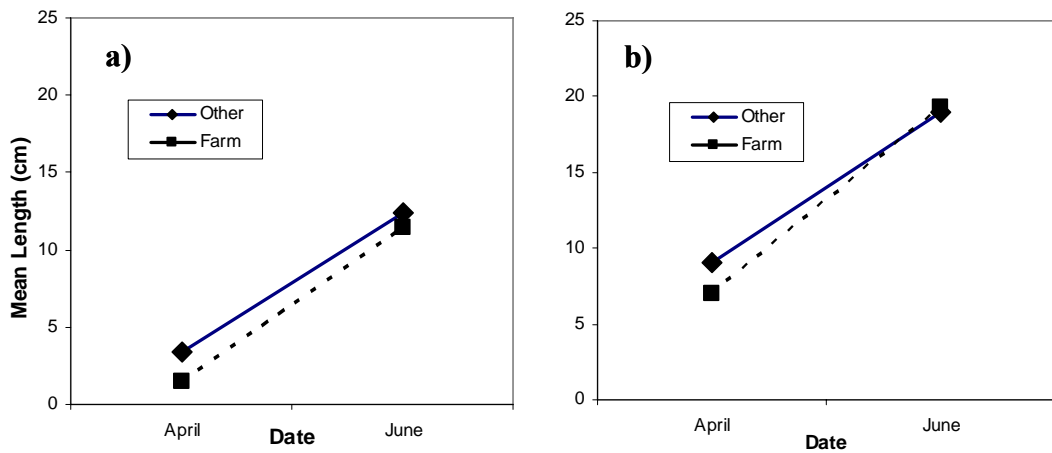 a)
Mean Length (cm)
25
20
15
10
5
0
Other
Farm
April
June
Date
b)
25
20
15
10
5
0
Other
Farm
April
June
Date